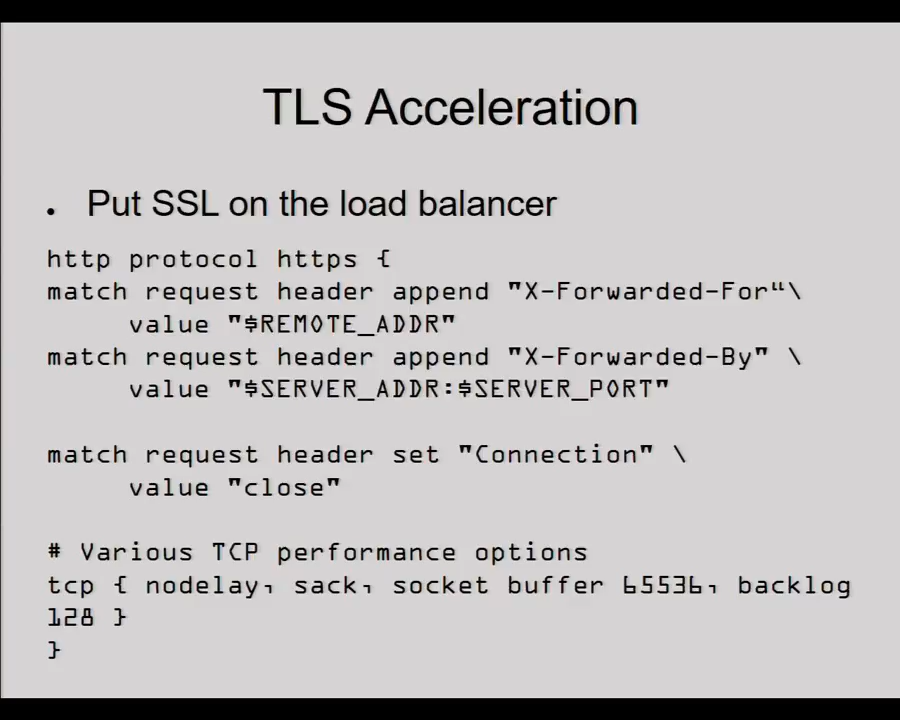 TLS Acceleration
● Put SSL on the load balancer
http protocol https {
match request header append "X-Forwarded-For“\
value "$REMOTE_ADDR"
match request header append "X-Forwarded-By" \
value "$SERVER_ADDR:$SERVER_PORT"
match request header set "Connection" \
value "close"
# Various TCP performance options
tcp { nodelay, sack, socket buffer 65536, backlog
128 }
}